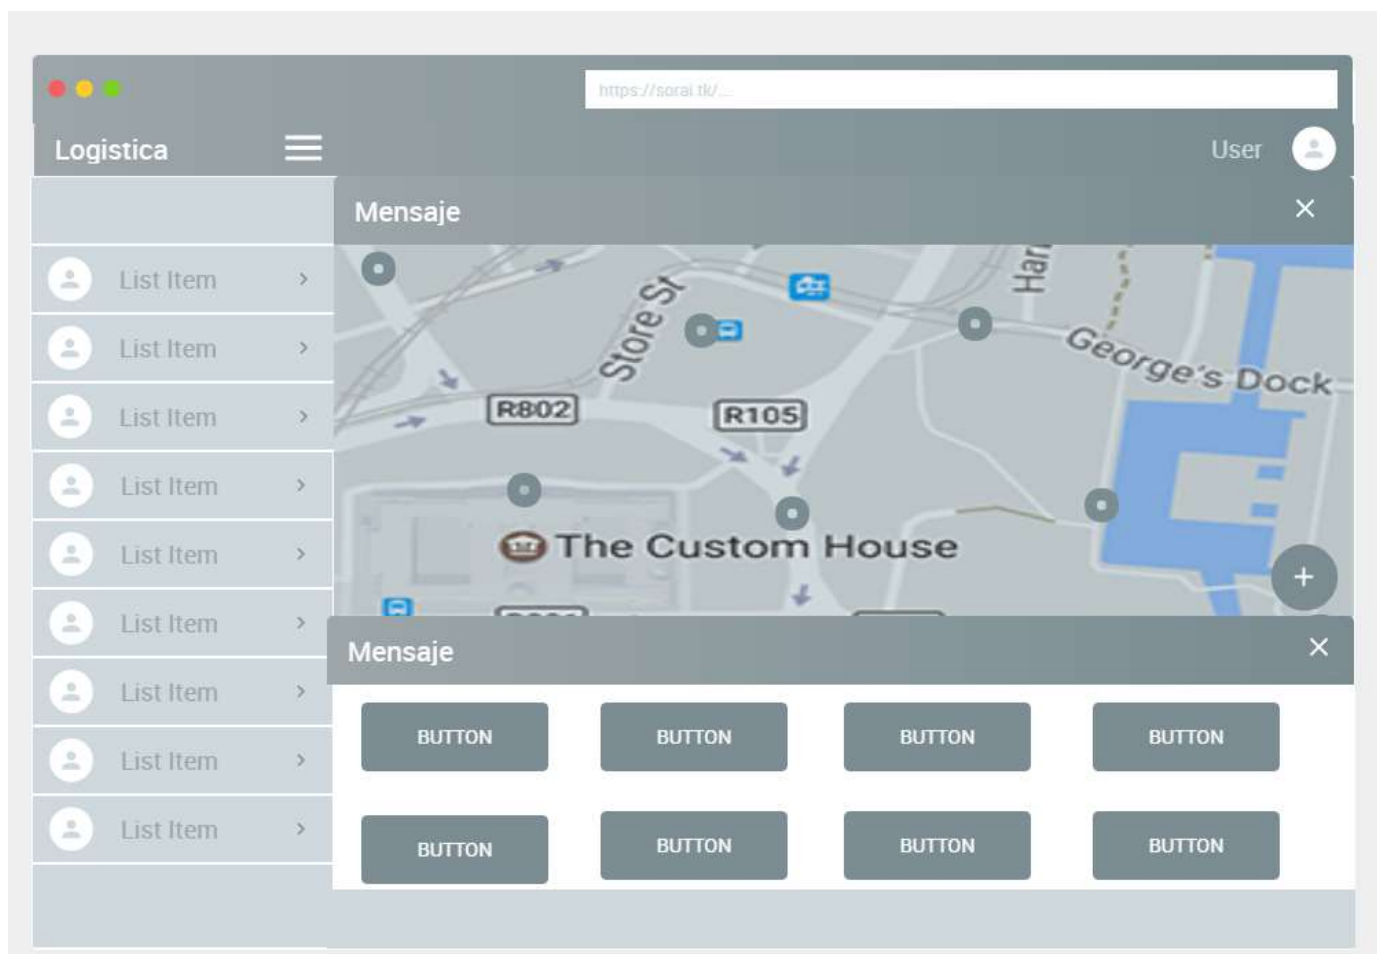 https://soral.tk/...
Logistica
User
Mensaje
List Item
List Item
List Item
List Item
List Item
List Item
List Item
List Item
List Item
Store St
Har
George's Dock
R802
R105
The Custom House
Mensaje
BUTTON
BUTTON
BUTTON
BUTTON
BUTTON
BUTTON
BUTTON
BUTTON